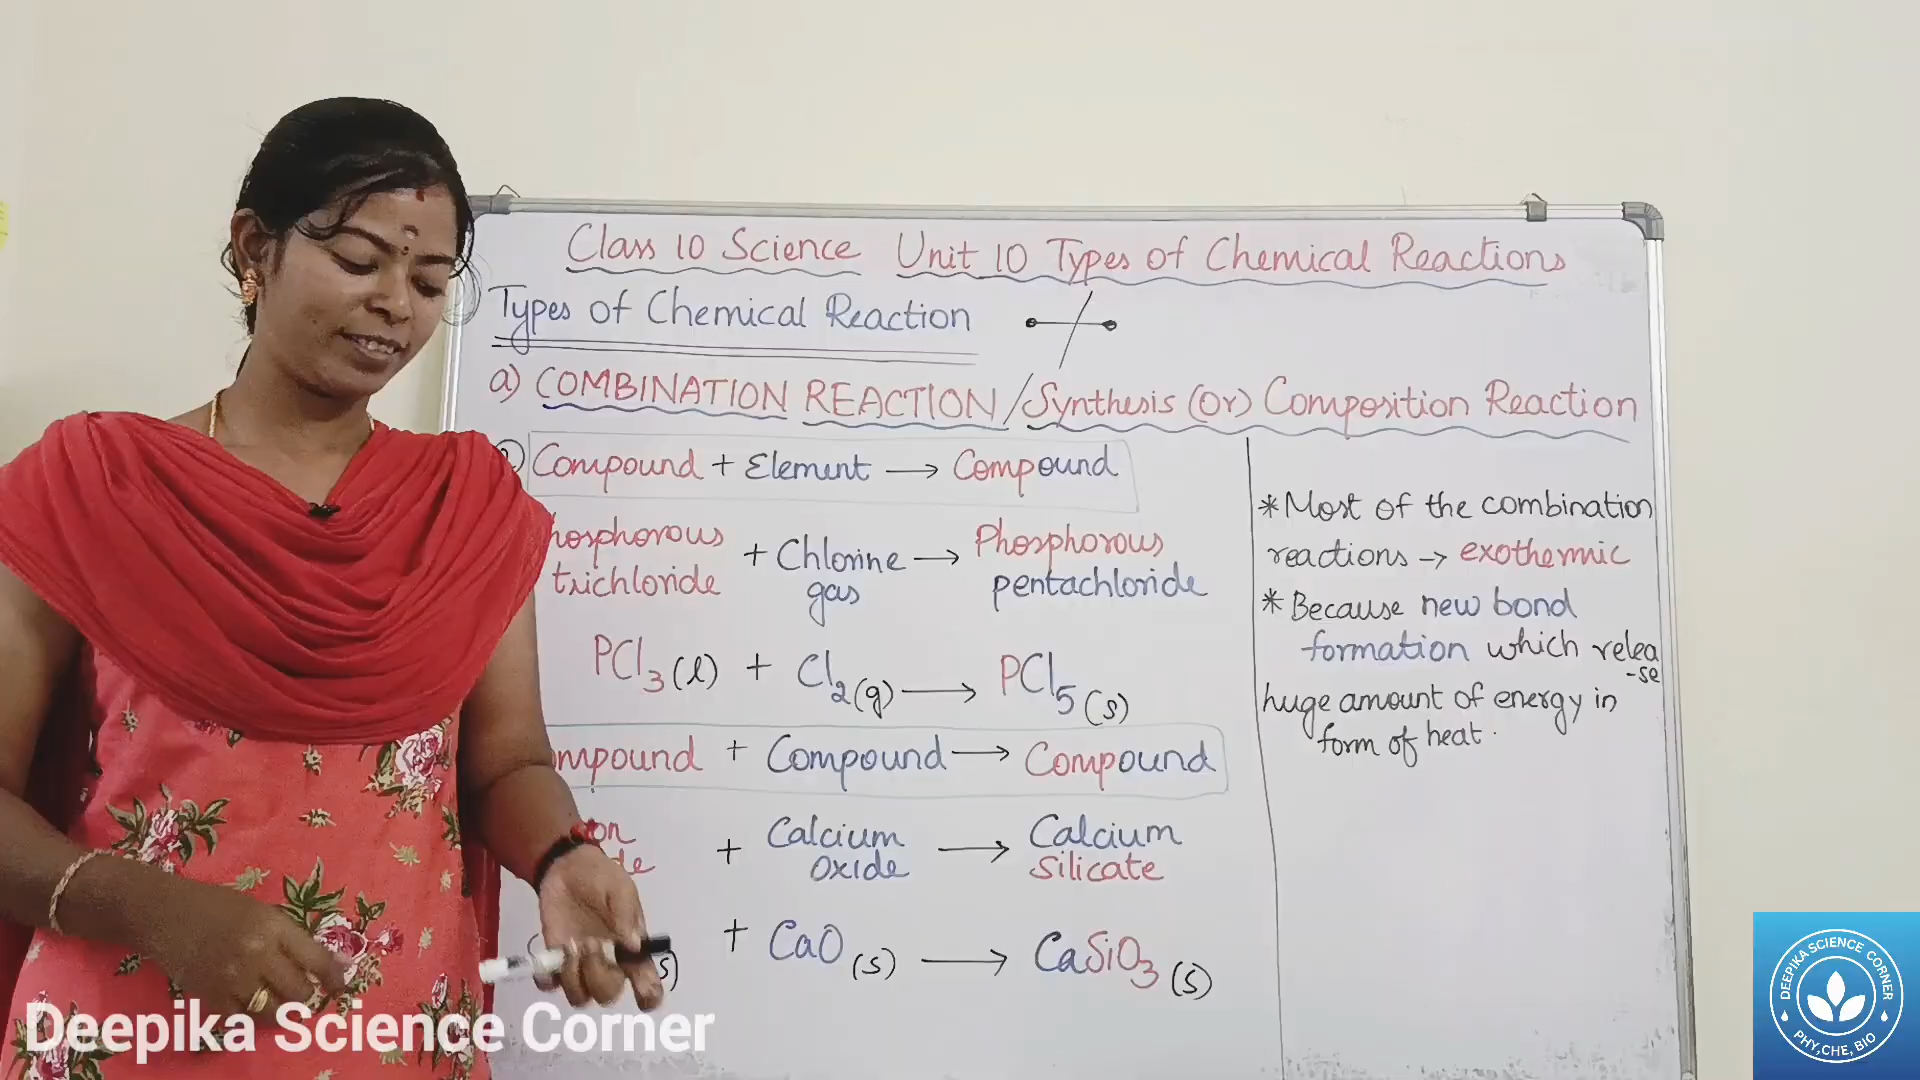 Class 10 Science Unit 10 Types of Chemical Reactions
Types of Chemical Reaction
a) COMBINATION REACTION / Synthesis (Or) Composition Reaction
Compound + Element → Compound
trichloride + Chlorine gas → Phosphorous pentachloride
PCl3(l) + Cl2(g) → PCl5(s)
+ Compound → Compound
+ Calcium Oxide → Calcium Silicate
+ CaO(s) → CaSiO3(s)
*Most of the combination
reactions → exothermic
*Because new bond
formation which relea
-se
huge amount of energy in
form of heat.
Deepika Science Corner
DEEPIKA SCIENCE CORNER
PHY,CHE, BIO